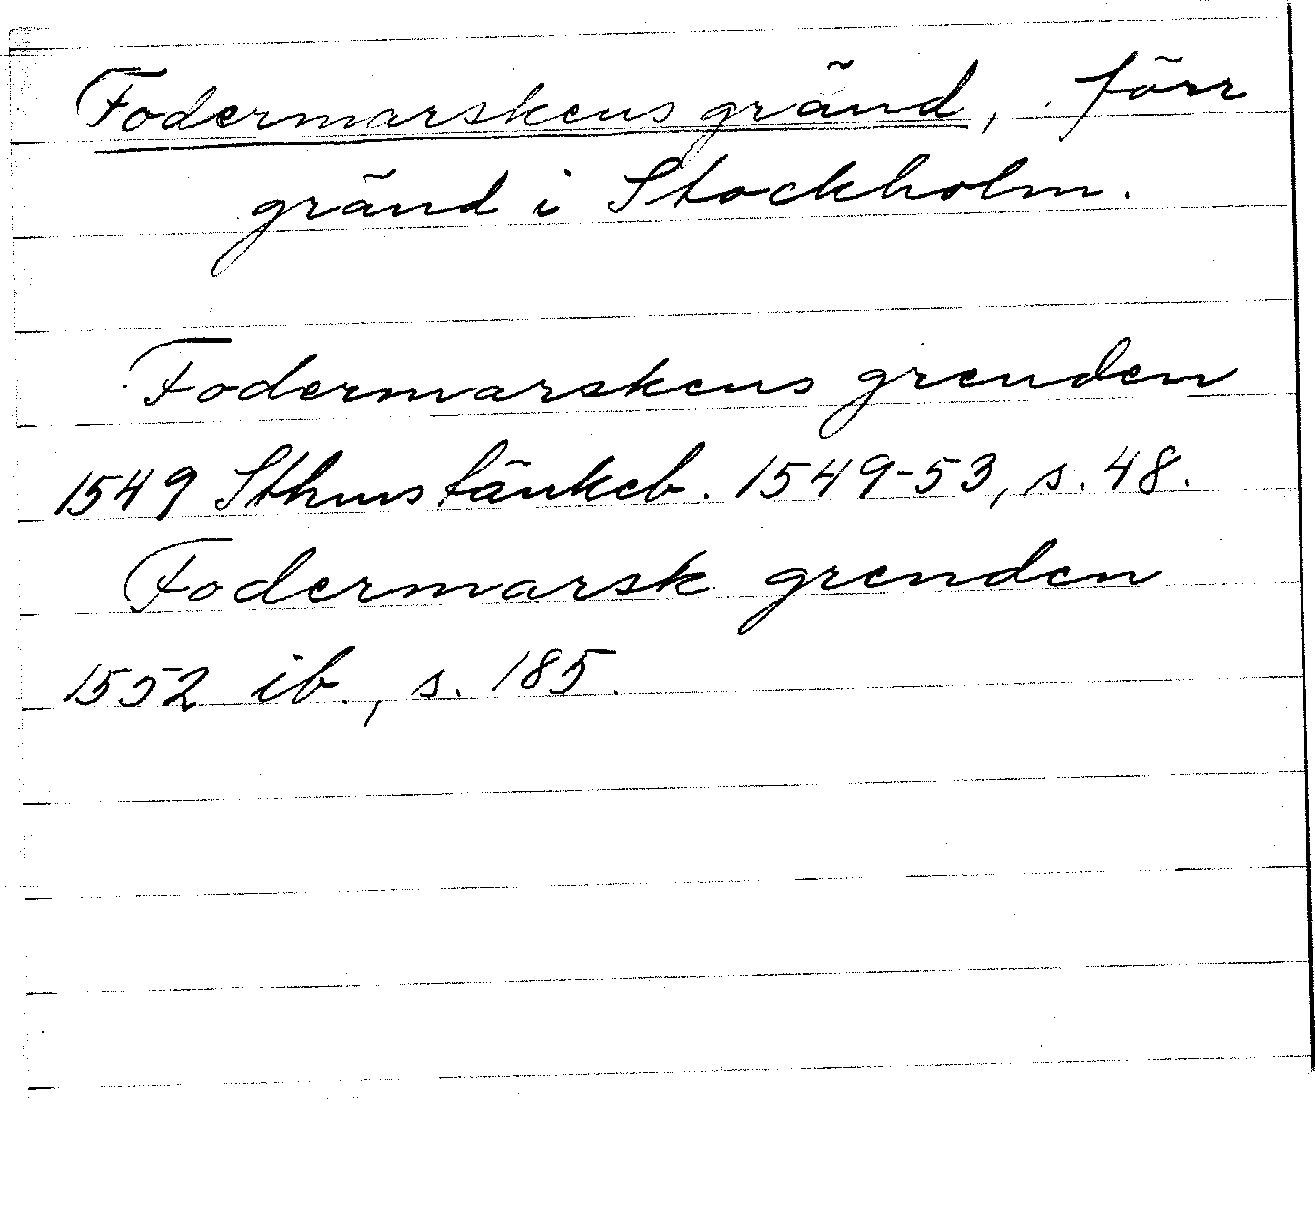 Fodermarskens gränd, förr
gränd i Stockholm.
Fodermarskens grenden
1549 Sthms tänkeb. 1549-53, s. 48.
Fodermarsk grenden
1552 ib., s. 185.